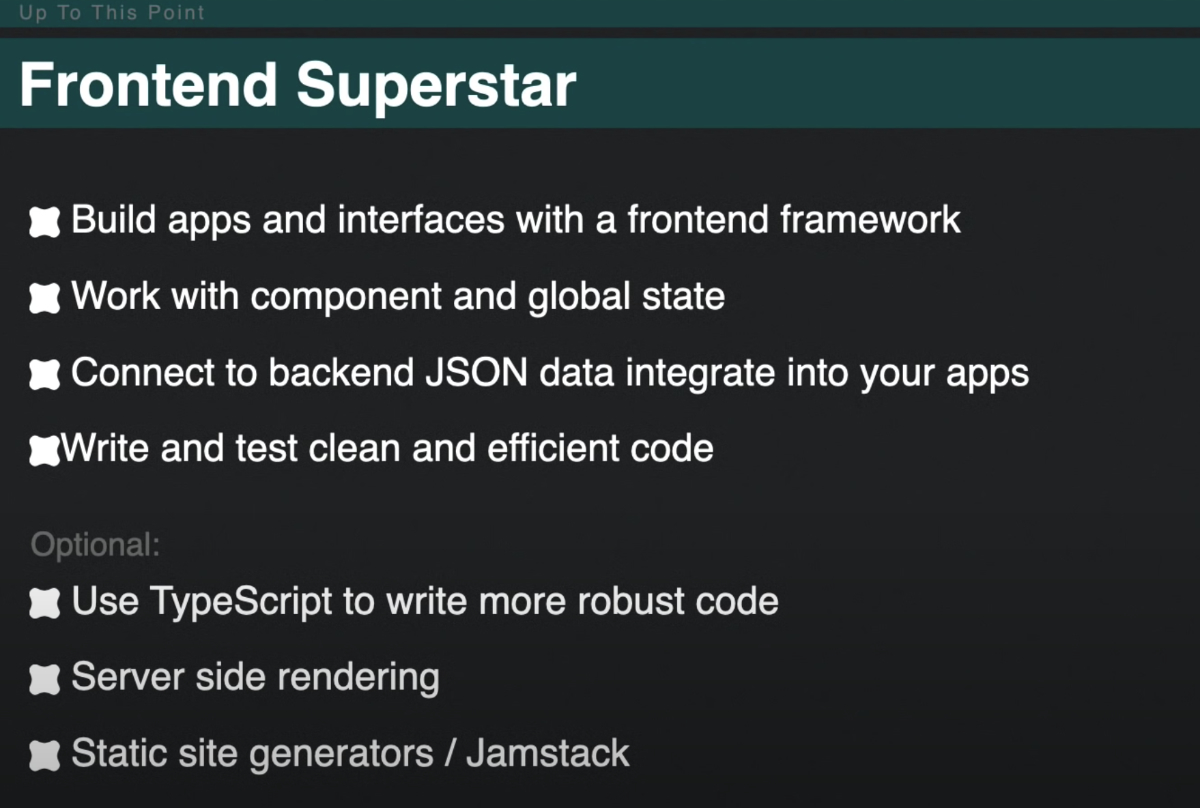 Up To This Point
Frontend Superstar
Build apps and interfaces with a frontend framework
Work with component and global state
Connect to backend JSON data integrate into your apps
Write and test clean and efficient code
Optional:
Use TypeScript to write more robust code
Server side rendering
Static site generators / Jamstack